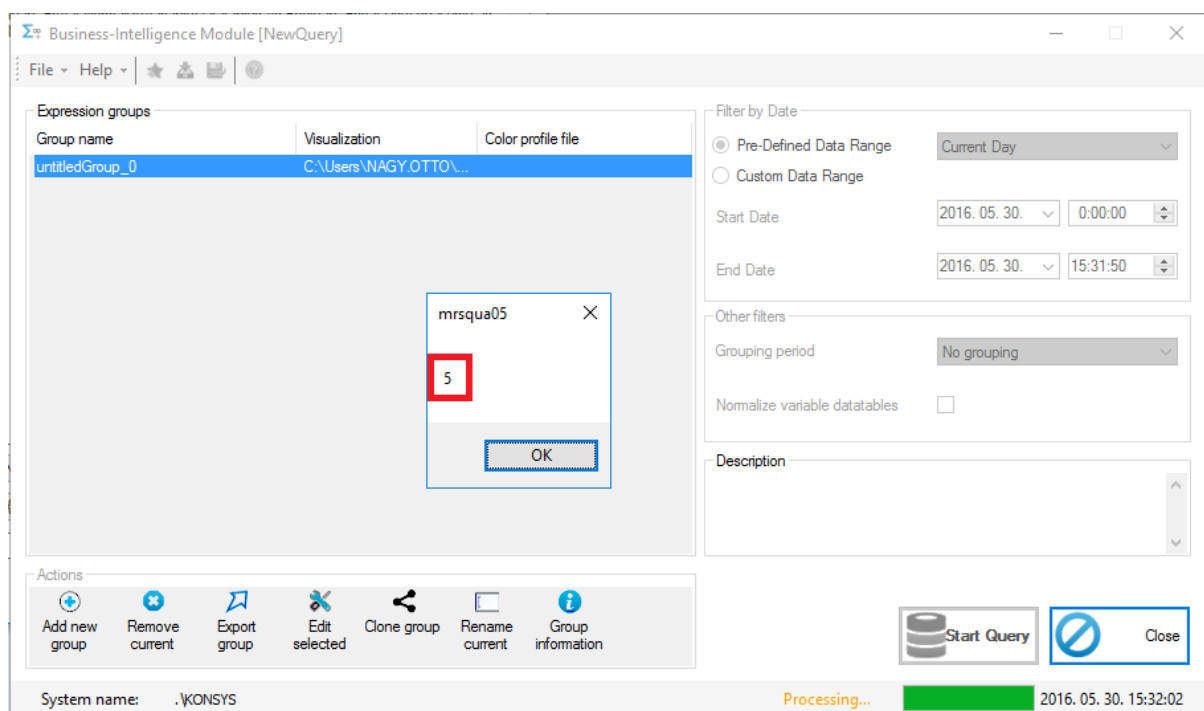 Business-Intelligence Module [NewQuery]
File Help
Expression groups
Group name Visualization Color profile file
untitledGroup_0 C:\Users\NAGY.OTTO\...
Filter by Date
Pre-Defined Data Range Current Day
Custom Data Range
Start Date 2016. 05. 30. 0:00:00
End Date 2016. 05. 30. 15:31:50
Other filters
Grouping period No grouping
Normalize variable datatables
Description
mrsqua05
5
OK
Actions
Add new group
Remove current
Export group
Edit selected
Clone group
Rename current
Group information
Start Query
Close
System name: .\KONSYS
Processing...
2016. 05. 30. 15:32:02